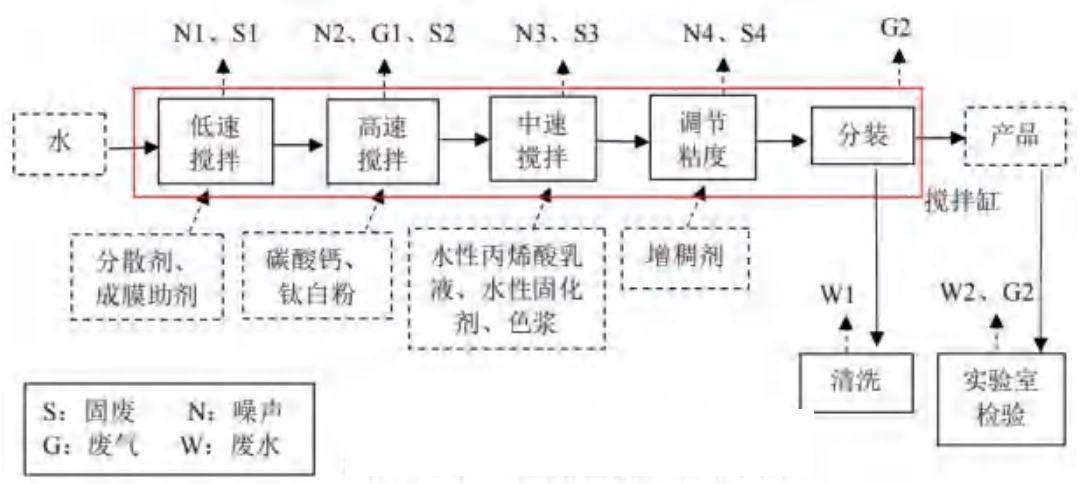 N1、S1
N2、G1、S2
N3、S3
N4、S4
G2
水
低速
搅拌
高速
搅拌
中速
搅拌
调节
粘度
分装
产品
搅拌缸
分散剂、
成膜助剂
碳酸钙、
钛白粉
水性丙烯酸乳
液、水性固化
剂、色浆
增稠剂
W1
W2、G2
清洗
实验室
检验
S：固废 N：噪声
G：废气 W：废水